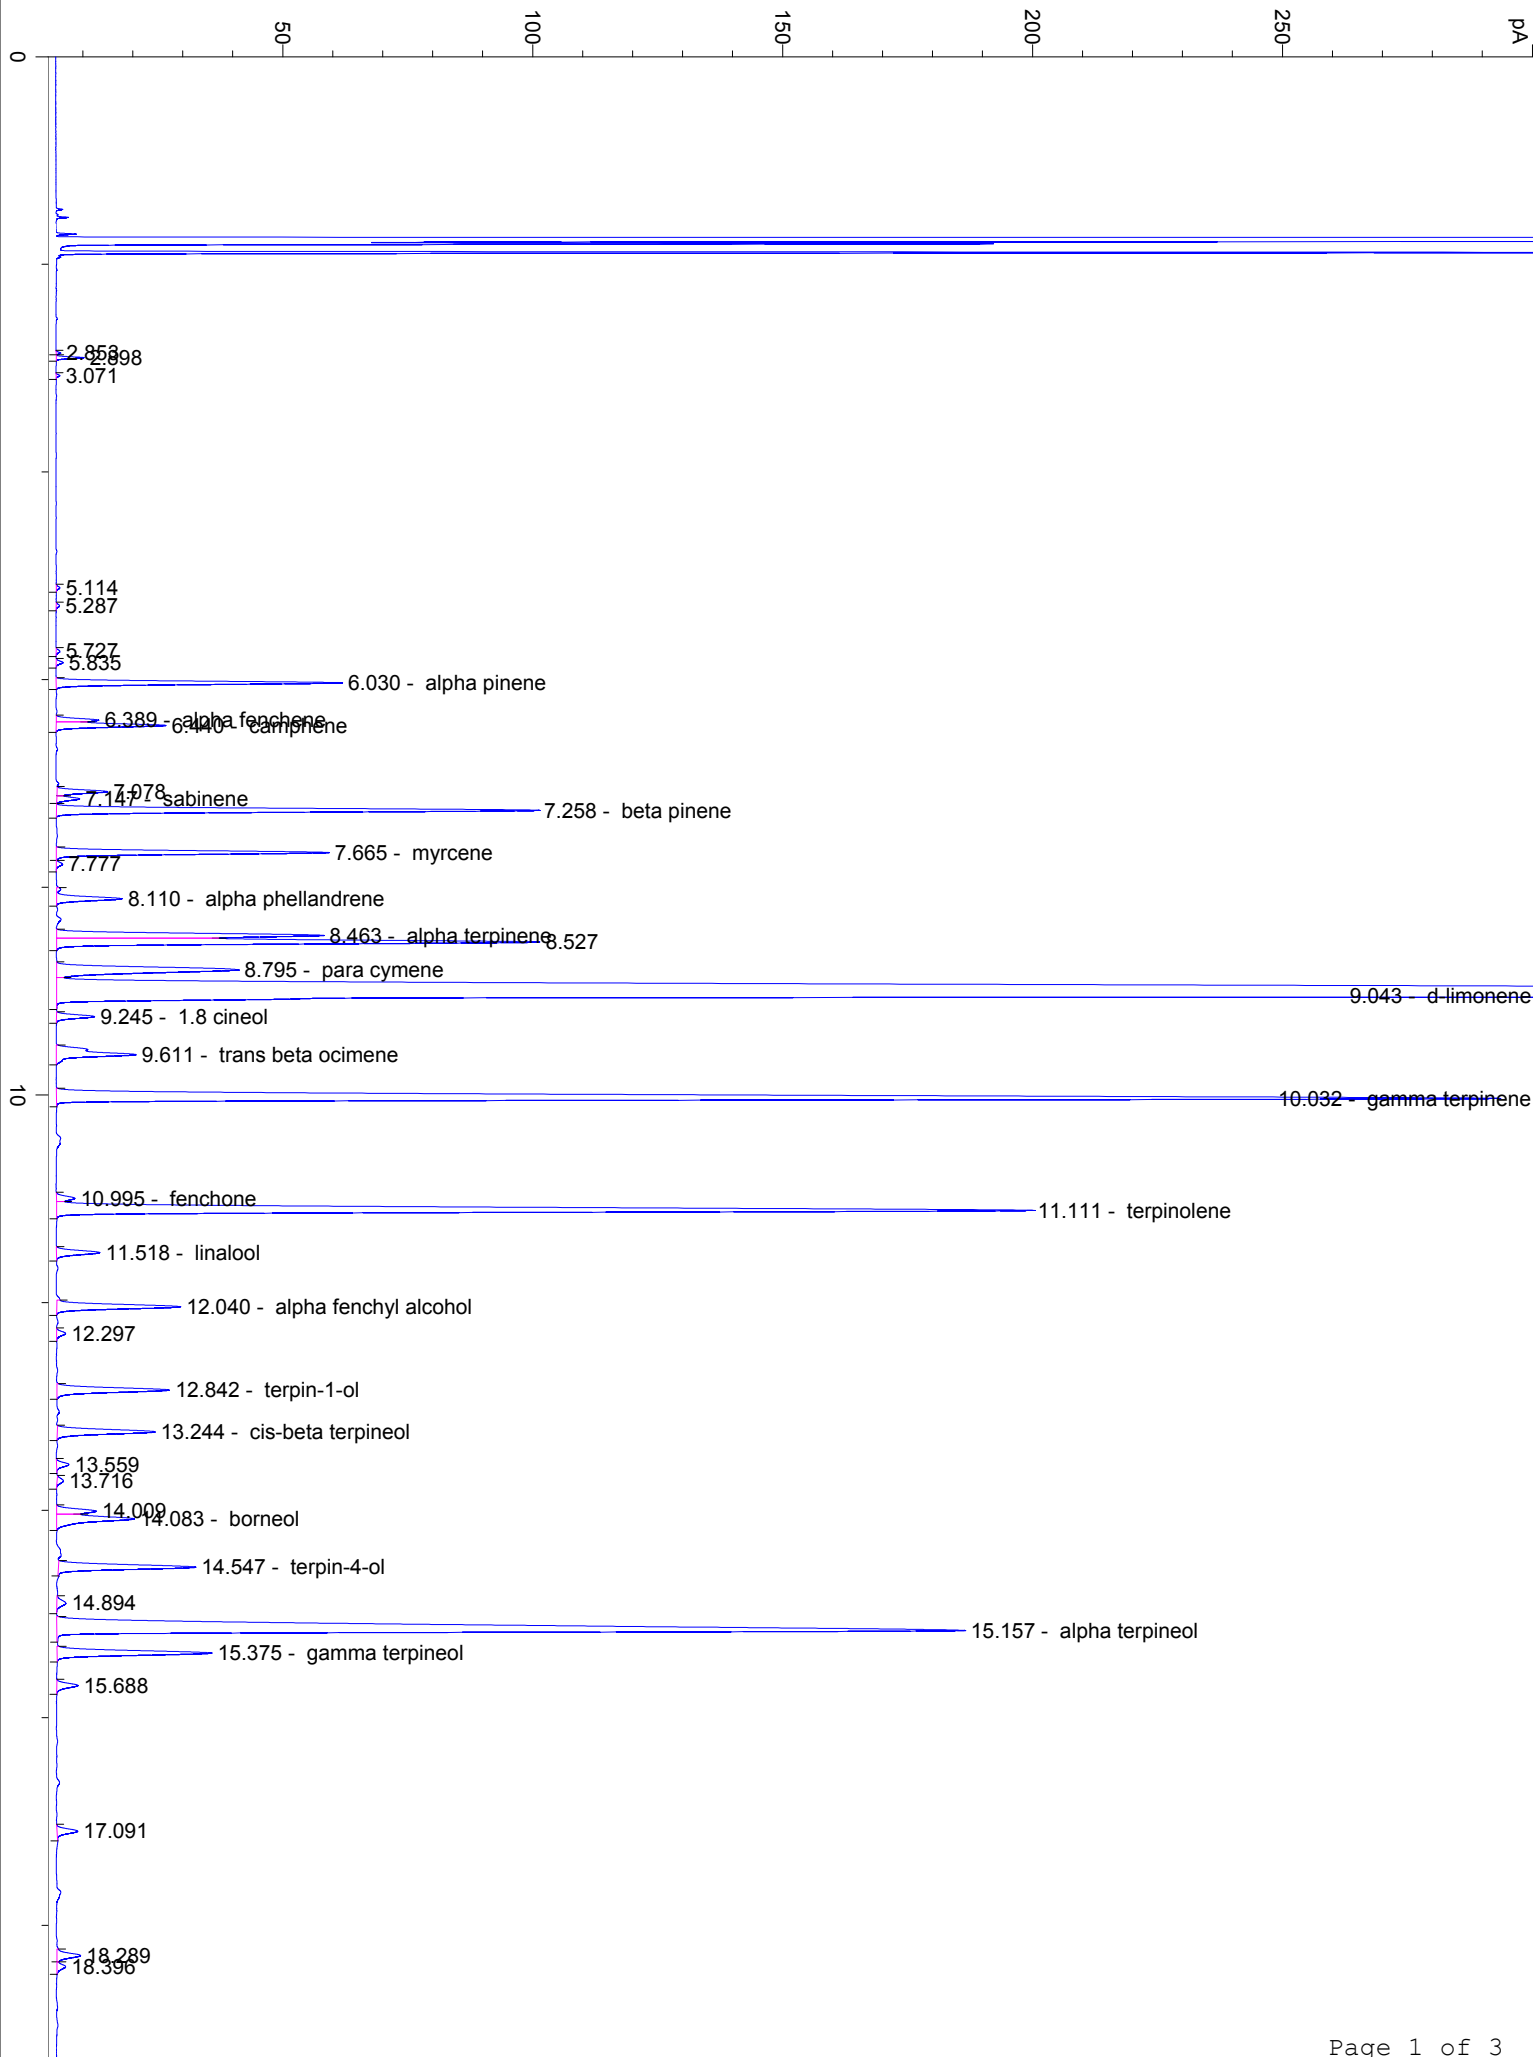 pA
50
100
150
200
250
0
2.853
2.898
3.071
5.114
5.287
5.727
5.835
6.030 - alpha pinene
6.389 - alpha fenchene
6.440 - camphene
7.078
7.147 - sabinene
7.258 - beta pinene
7.665 - myrcene
7.777
8.110 - alpha phellandrene
8.463 - alpha terpinene
8.527
8.795 - para cymene
9.043 - d-limonene
9.245 - 1.8 cineol
9.611 - trans beta ocimene
10
10.032 - gamma terpinene
10.995 - fenchone
11.111 - terpinolene
11.518 - linalool
12.040 - alpha fenchyl alcohol
12.297
12.842 - terpin-1-ol
13.244 - cis-beta terpineol
13.559
13.716
14.009
14.083 - borneol
14.547 - terpin-4-ol
14.894
15.157 - alpha terpineol
15.375 - gamma terpineol
15.688
17.091
18.289
18.396
Page 1 of 3